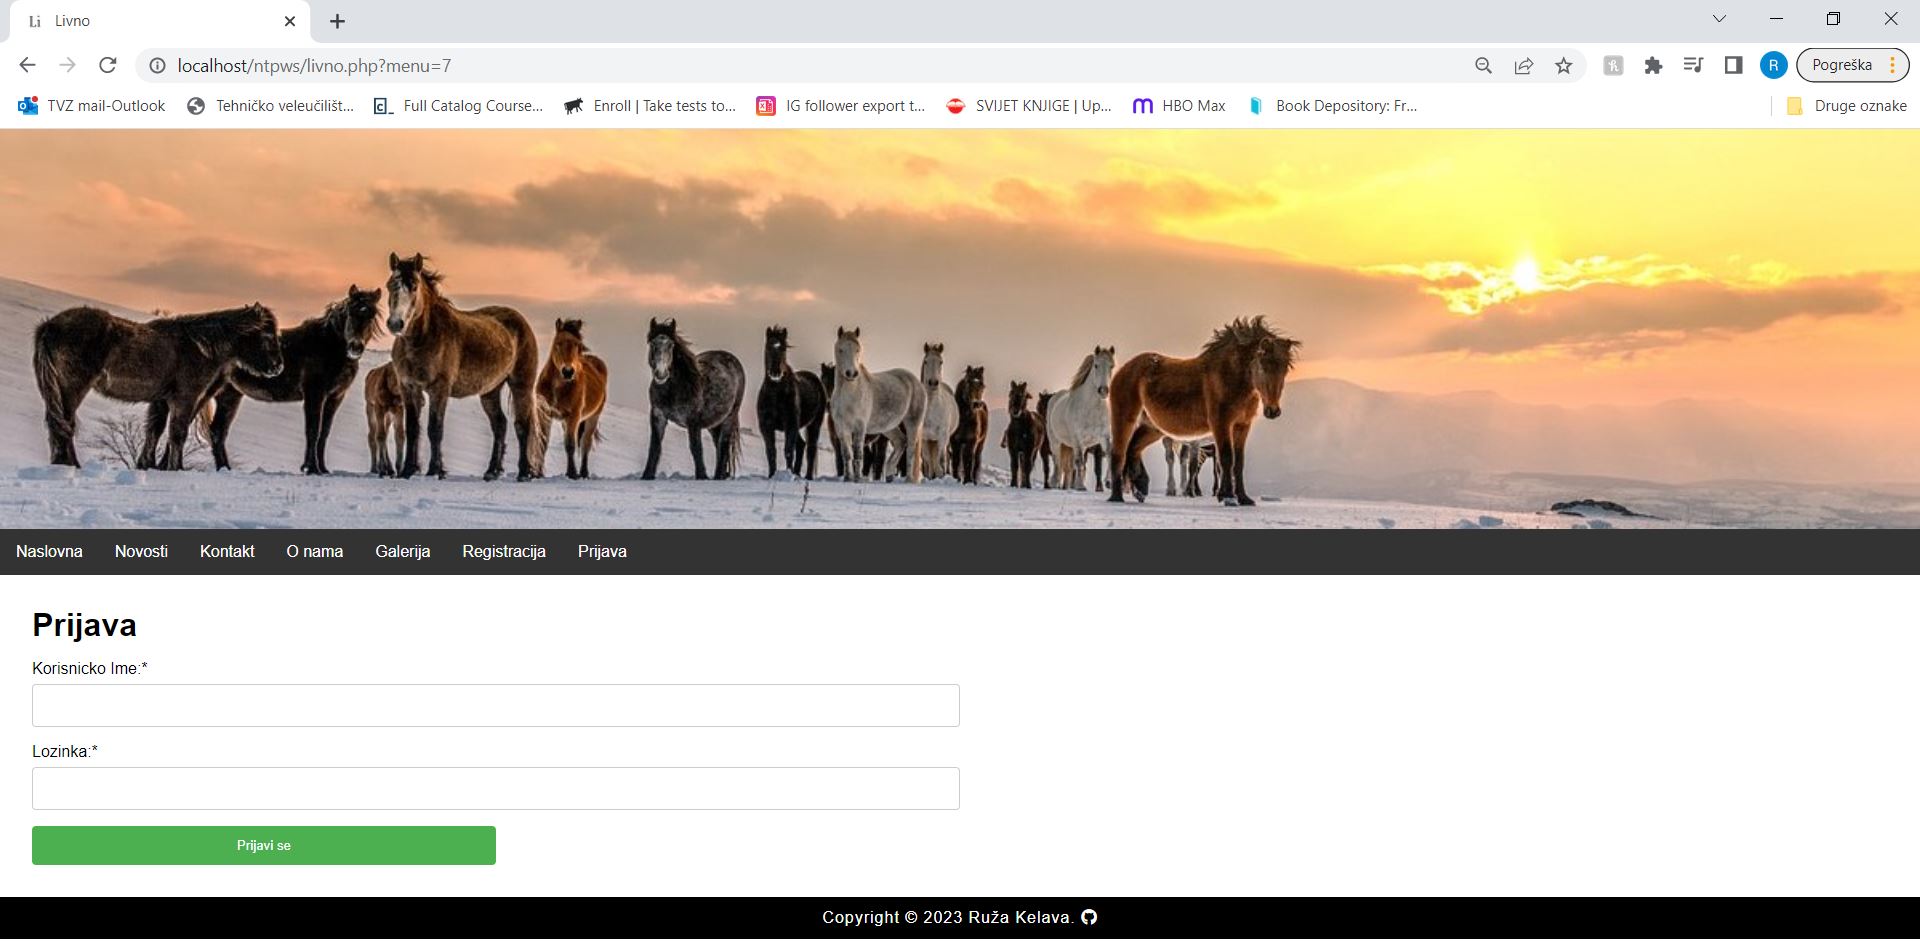 Li Livno
localhost/ntpws/livno.php?menu=7 R Pogreška
TVZ mail-Outlook Tehničko veleučilišt... Full Catalog Course... Enroll | Take tests to... IG follower export t... SVIJET KNJIGE | Up... HBO Max Book Depository: Fr... Druge oznake
Naslovna Novosti Kontakt O nama Galerija Registracija Prijava
Prijava
Korisnicko Ime:*
Lozinka:*
Prijavi se
Copyright © 2023 Ruža Kelava.